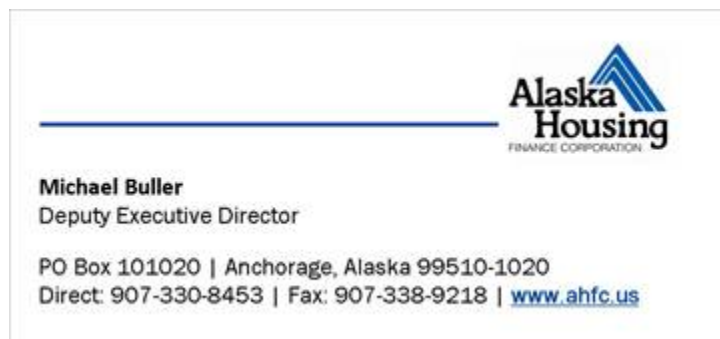 Alaska
Housing
FINANCE CORPORATION
Michael Buller
Deputy Executive Director
PO Box 101020 | Anchorage, Alaska 99510-1020
Direct: 907-330-8453 | Fax: 907-338-9218 | www.ahfc.us